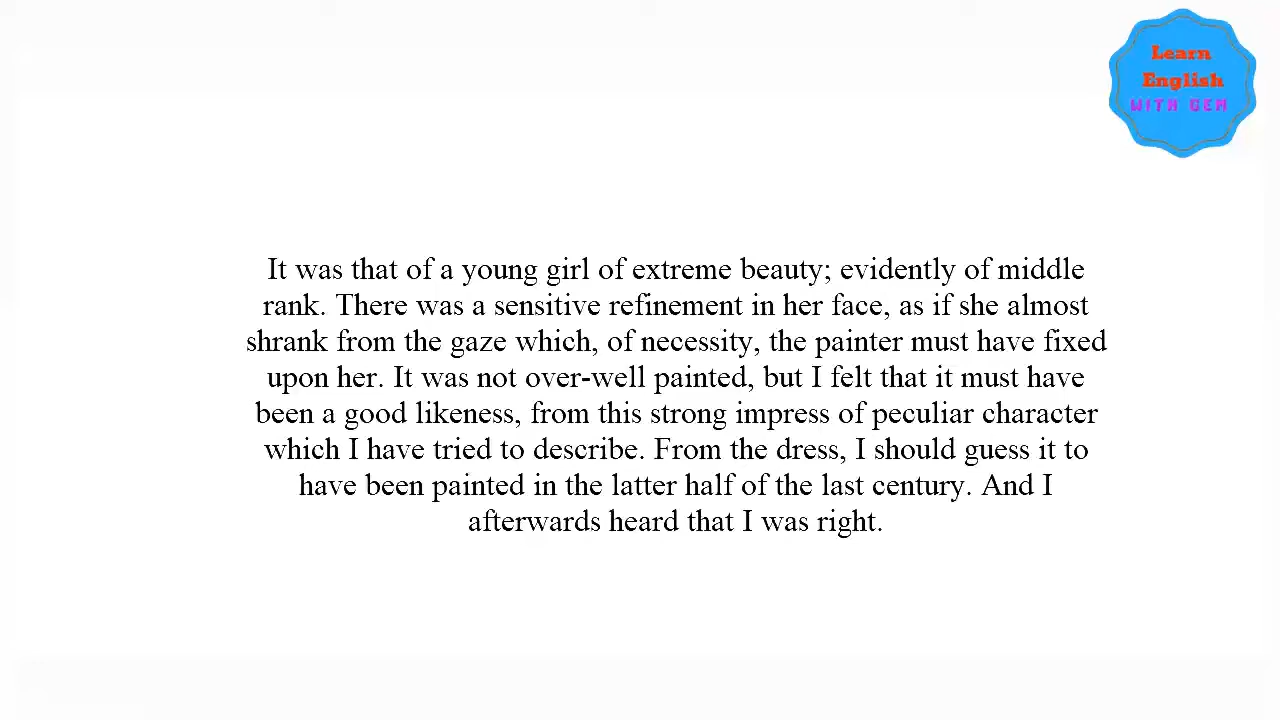 Learn
English
WITH GEM
It was that of a young girl of extreme beauty; evidently of middle
rank. There was a sensitive refinement in her face, as if she almost
shrank from the gaze which, of necessity, the painter must have fixed
upon her. It was not over-well painted, but I felt that it must have
been a good likeness, from this strong impress of peculiar character
which I have tried to describe. From the dress, I should guess it to
have been painted in the latter half of the last century. And I
afterwards heard that I was right.